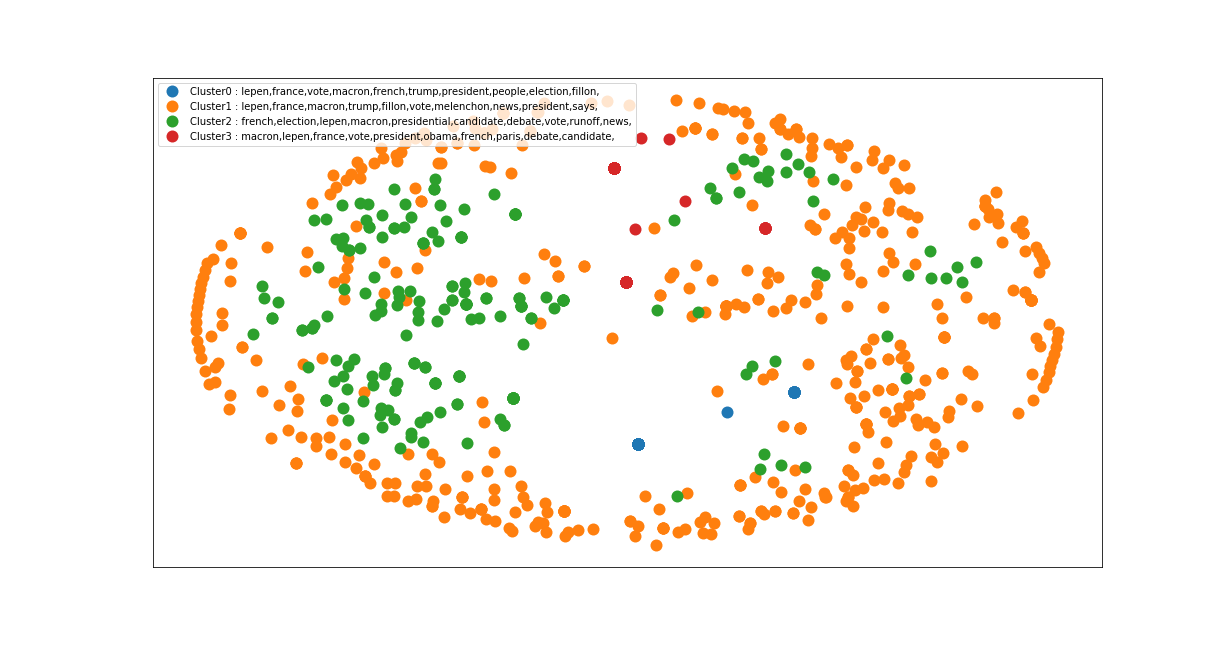 Cluster0 : lepen,france,vote,macron,french,trump,president,people,election,fillon,
Cluster1 : lepen,france,macron,trump,fillon,vote,melenchon,news,president,says,
Cluster2 : french,election,lepen,macron,presidential,candidate,debate,vote,runoff,news,
Cluster3 : macron,lepen,france,vote,president,obama,french,paris,debate,candidate,